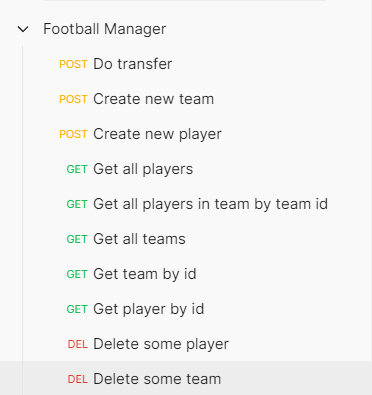 Football Manager
POST Do transfer
POST Create new team
POST Create new player
GET Get all players
GET Get all players in team by team id
GET Get all teams
GET Get team by id
GET Get player by id
DEL Delete some player
DEL Delete some team